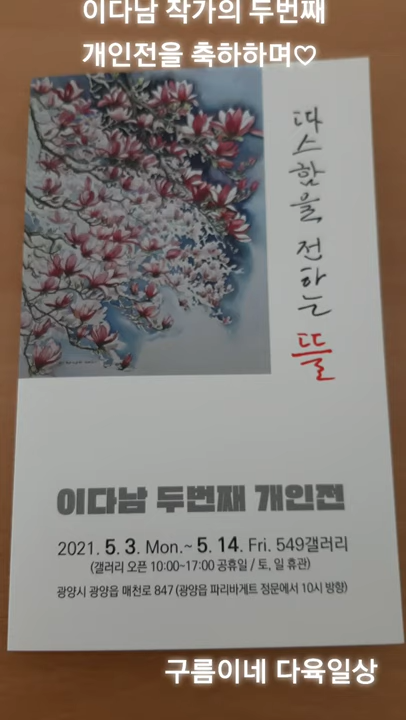 이다남 작가의 두번째
개인전을 축하하며♡
따스함을 전하는 뜰
이다남 두번째 개인전
2021. 5. 3. Mon.~ 5. 14. Fri. 549갤러리
(갤러리 오픈 10:00~17:00 공휴일 / 토, 일 휴관)
광양시 광양읍 매천로 847 (광양읍 파리바게트 정문에서 10시 방향)
구름이네 다육일상